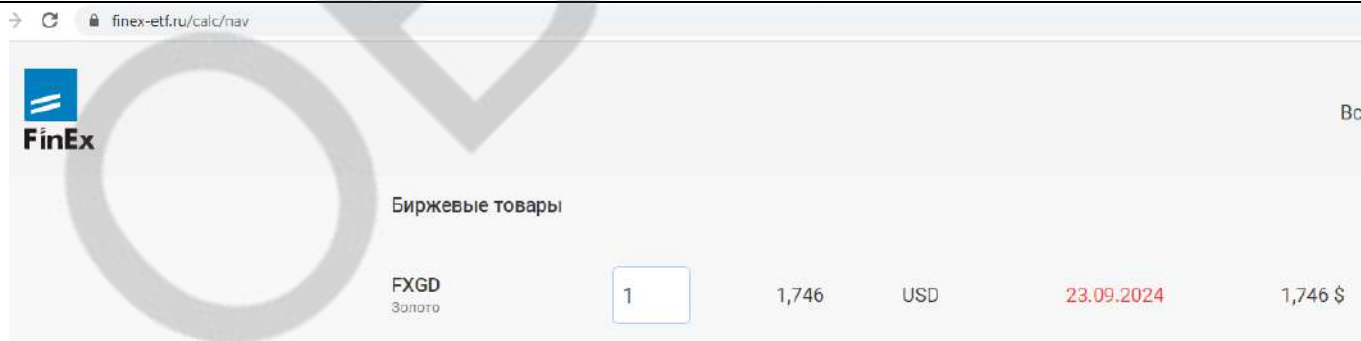 finex-etf.ru/calc/nav
FinEx
Вс
Биржевые товары
FXGD 1 1,746 USD 23.09.2024 1,746 $
Золото